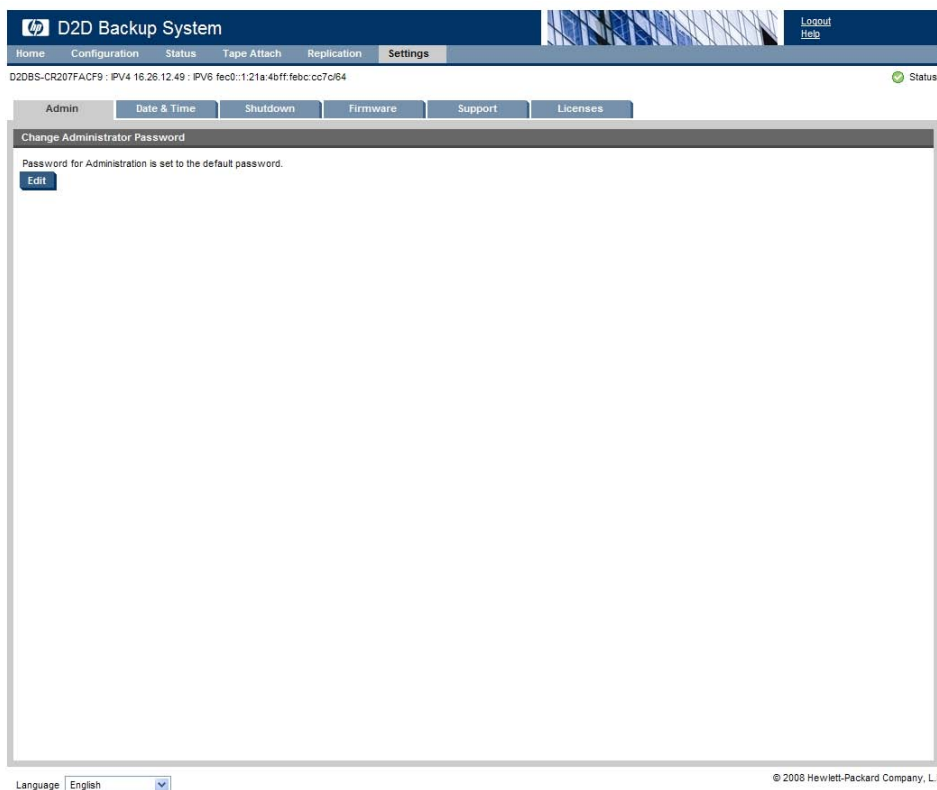 hp D2D Backup System
Logout
Help
Home Configuration Status Tape Attach Replication Settings
D2DBS-CR207FACF9 : IPV4 16.26.12.49 : IPV6 fec0::1:21a:4bff:febc:cc7c/64
Status
Admin Date & Time Shutdown Firmware Support Licenses
Change Administrator Password
Password for Administration is set to the default password.
Edit
Language English
© 2008 Hewlett-Packard Company, L.